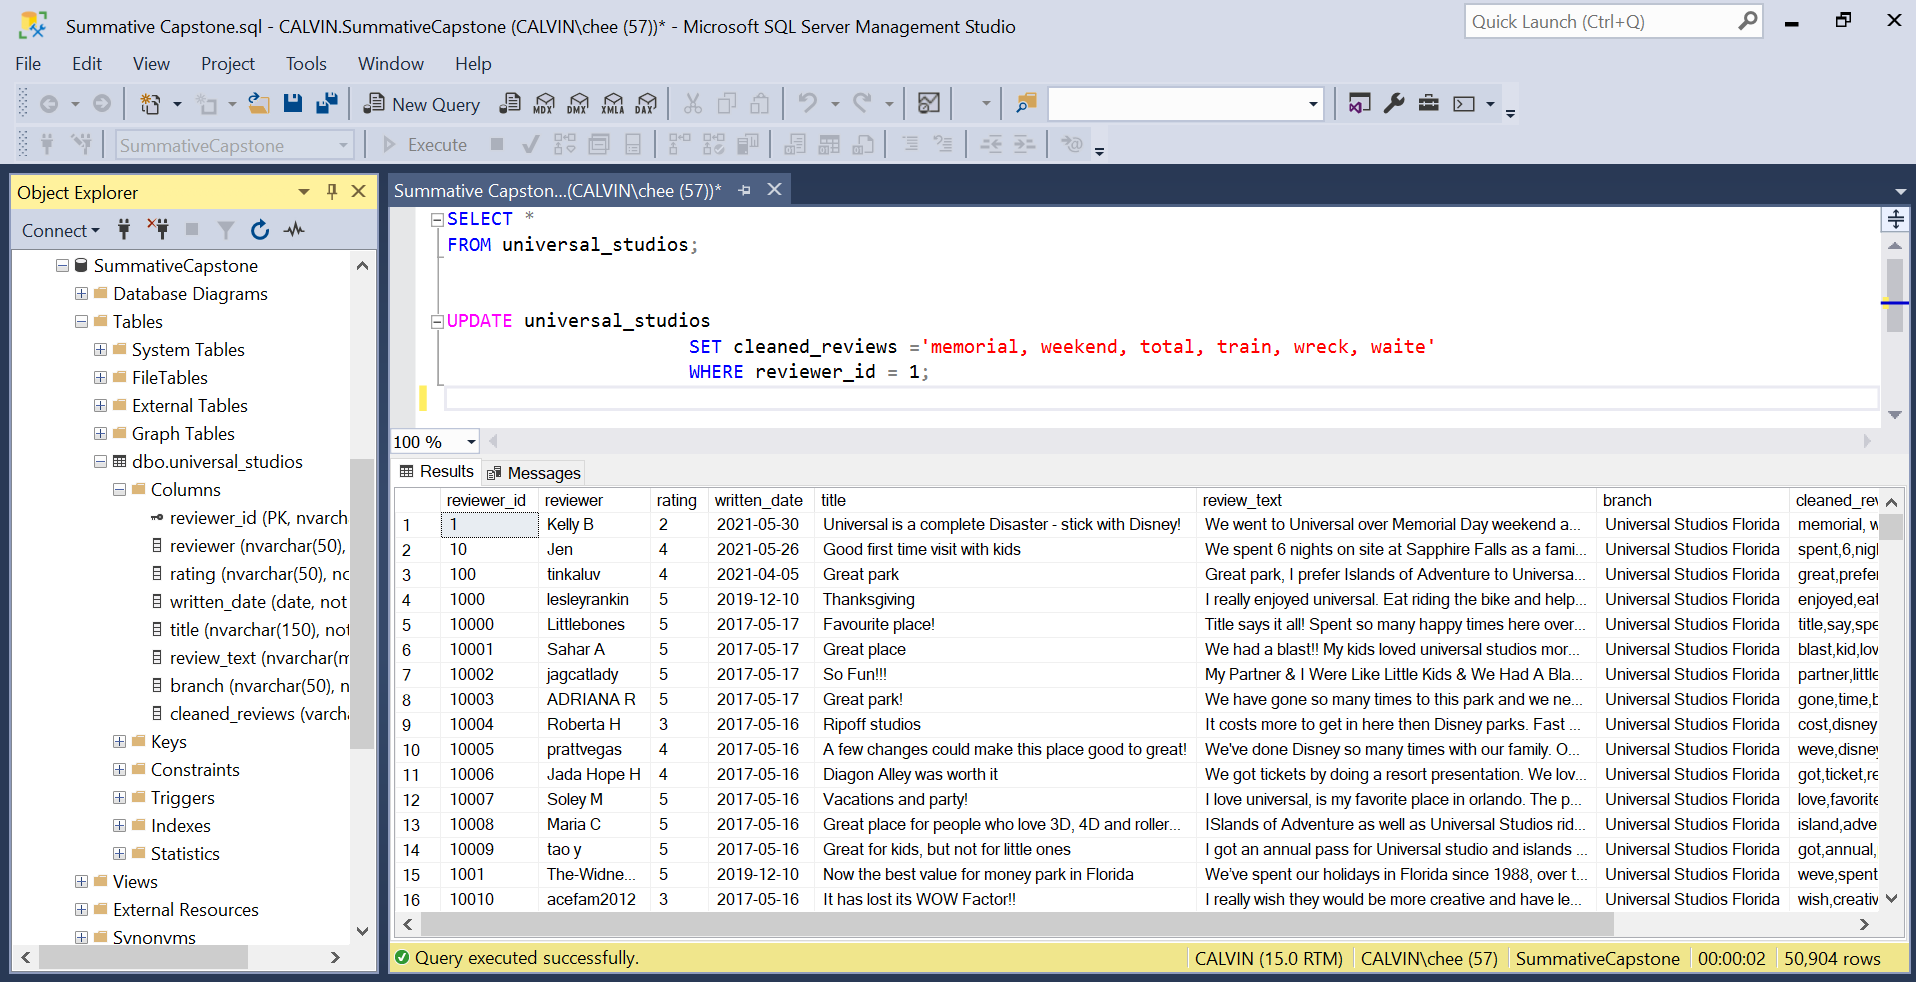 Summative Capstone.sql - CALVIN.SummativeCapstone (CALVIN\chee (57))* - Microsoft SQL Server Management Studio
Quick Launch (Ctrl+Q)
File Edit View Project Tools Window Help
New Query MDX DMX XMLA DAX
SummativeCapstone Execute
Object Explorer
Connect
SummativeCapstone
Database Diagrams
Tables
System Tables
FileTables
External Tables
Graph Tables
dbo.universal_studios
Columns
reviewer_id (PK, nvarch
reviewer (nvarchar(50),
rating (nvarchar(50), no
written_date (date, not
title (nvarchar(150), not
review_text (nvarchar(m
branch (nvarchar(50), n
cleaned_reviews (varcha
Keys
Constraints
Triggers
Indexes
Statistics
Views
External Resources
Synonyms
Summative Capston...(CALVIN\chee (57))*
SELECT *
FROM universal_studios;
UPDATE universal_studios
SET cleaned_reviews ='memorial, weekend, total, train, wreck, waite'
WHERE reviewer_id = 1;
100 %
Results Messages
reviewer_id reviewer rating written_date title review_text branch cleaned_rev
1 1 Kelly B 2 2021-05-30 Universal is a complete Disaster - stick with Disney! We went to Universal over Memorial Day weekend a... Universal Studios Florida memorial, w
2 10 Jen 4 2021-05-26 Good first time visit with kids We spent 6 nights on site at Sapphire Falls as a fami... Universal Studios Florida spent,6,nigl
3 100 tinkaluv 4 2021-04-05 Great park Great park, I prefer Islands of Adventure to Universa... Universal Studios Florida great,prefer
4 1000 lesleyrankin 5 2019-12-10 Thanksgiving I really enjoyed universal. Eat riding the bike and help... Universal Studios Florida enjoyed,eat
5 10000 Littlebones 5 2017-05-17 Favourite place! Title says it all! Spent so many happy times here over... Universal Studios Florida title,say,spe
6 10001 Sahar A 5 2017-05-17 Great place We had a blast!! My kids loved universal studios mor... Universal Studios Florida blast,kid,lov
7 10002 jagcatlady 5 2017-05-17 So Fun!!! My Partner & I Were Like Little Kids & We Had A Bla... Universal Studios Florida partner,little
8 10003 ADRIANA R 5 2017-05-17 Great park! We have gone so many times to this park and we ne... Universal Studios Florida gone,time,b
9 10004 Roberta H 3 2017-05-16 Ripoff studios It costs more to get in here then Disney parks. Fast ... Universal Studios Florida cost,disney
10 10005 prattvegas 4 2017-05-16 A few changes could make this place good to great! We've done Disney so many times with our family. O... Universal Studios Florida weve,disney
11 10006 Jada Hope H 4 2017-05-16 Diagon Alley was worth it We got tickets by doing a resort presentation. We lov... Universal Studios Florida got,ticket,re
12 10007 Soley M 5 2017-05-16 Vacations and party! I love universal, is my favorite place in orlando. The p... Universal Studios Florida love,favorite
13 10008 Maria C 5 2017-05-16 Great place for people who love 3D, 4D and roller... ISlands of Adventure as well as Universal Studios rid... Universal Studios Florida island,adve
14 10009 tao y 5 2017-05-16 Great for kids, but not for little ones I got an annual pass for Universal studio and islands ... Universal Studios Florida got,annual,
15 1001 The-Widne... 5 2019-12-10 Now the best value for money park in Florida We've spent our holidays in Florida since 1988, over t... Universal Studios Florida weve,spent
16 10010 acefam2012 3 2017-05-16 It has lost its WOW Factor!! I really wish they would be more creative and have le... Universal Studios Florida wish,creativ
Query executed successfully. CALVIN (15.0 RTM) CALVIN\chee (57) SummativeCapstone 00:00:02 50,904 rows